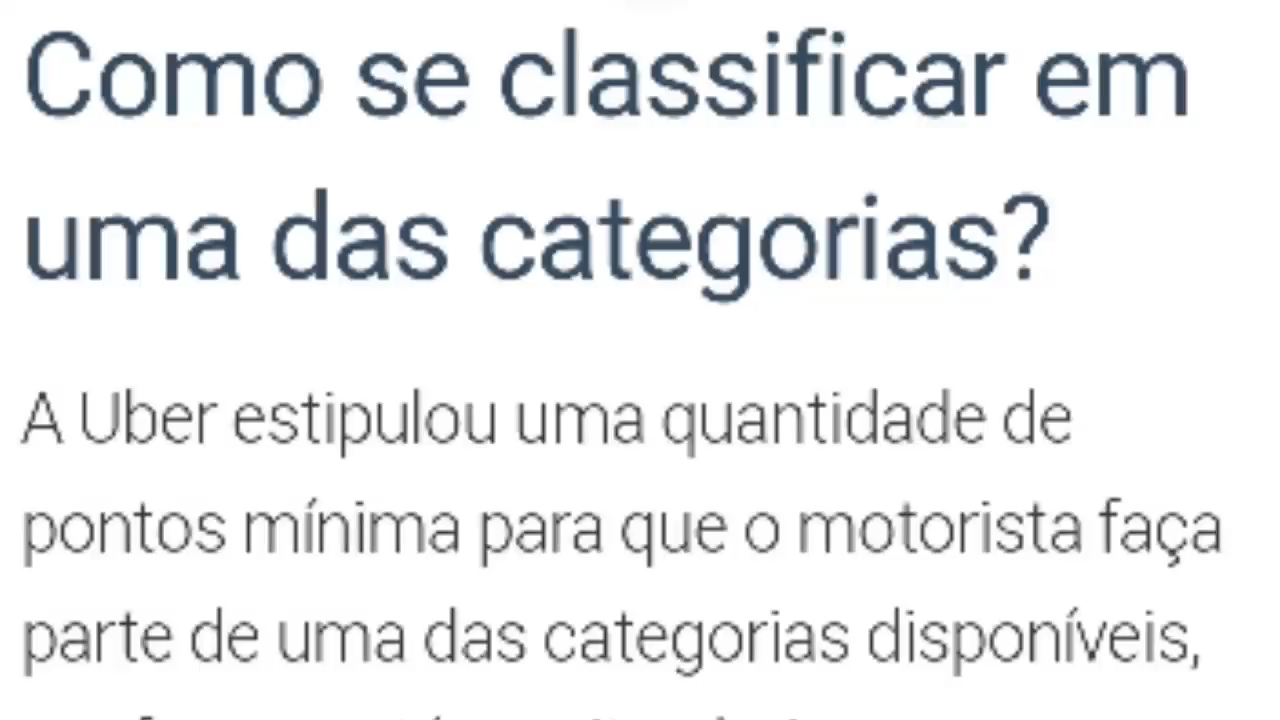 Como se classificar em
uma das categorias?
A Uber estipulou uma quantidade de
pontos mínima para que o motorista faça
parte de uma das categorias disponíveis,